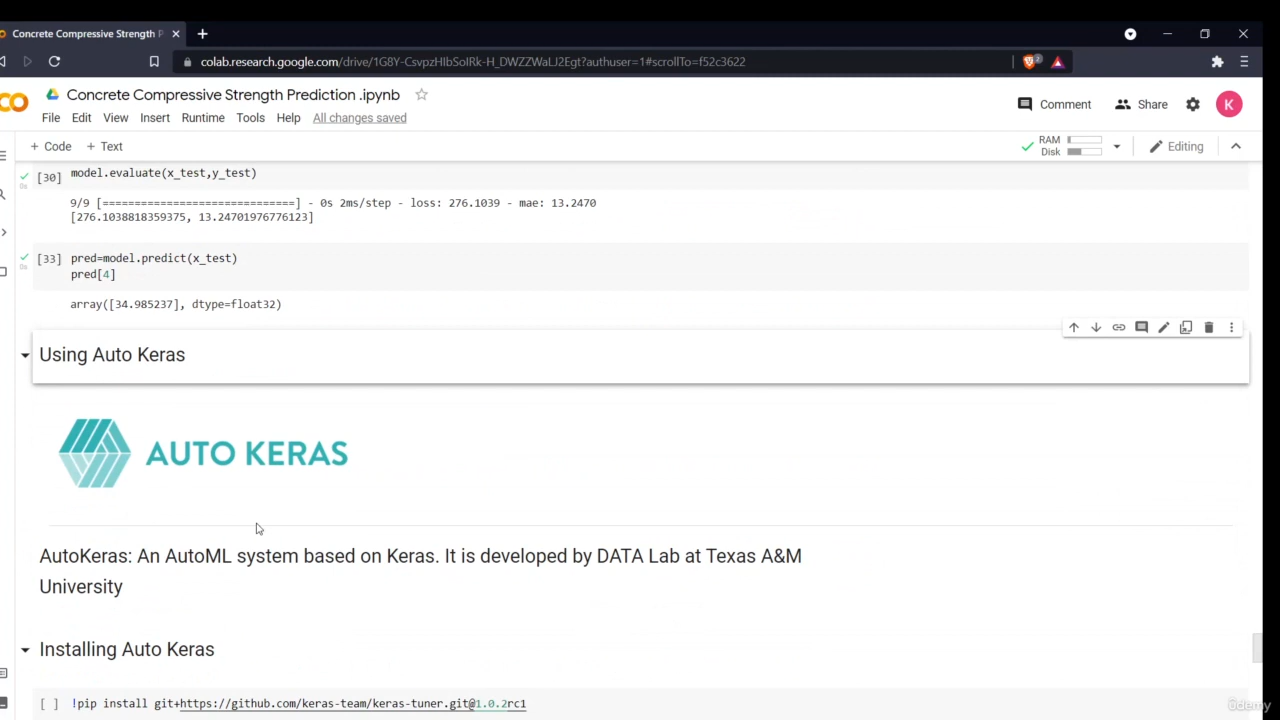 Concrete Compressive Strength P
colab.research.google.com/drive/1G8Y-CsvpzHIbSoIRk-H_DWZZWaLJ2Egt?authuser=1#scrollTo=f52c3622
2
Concrete Compressive Strength Prediction .ipynb
Comment
Share
K
File Edit View Insert Runtime Tools Help All changes saved
+ Code + Text
RAM
Disk
Editing
[30] model.evaluate(x_test,y_test)
0s
9/9 [==============================] - 0s 2ms/step - loss: 276.1039 - mae: 13.2470
[276.1038818359375, 13.24701976776123]
[33] pred=model.predict(x_test)
0s
pred[4]
array([34.985237], dtype=float32)
Using Auto Keras
AUTO KERAS
AutoKeras: An AutoML system based on Keras. It is developed by DATA Lab at Texas A&M
University
Installing Auto Keras
[ ] !pip install git+https://github.com/keras-team/keras-tuner.git@1.0.2rc1
ûdemy